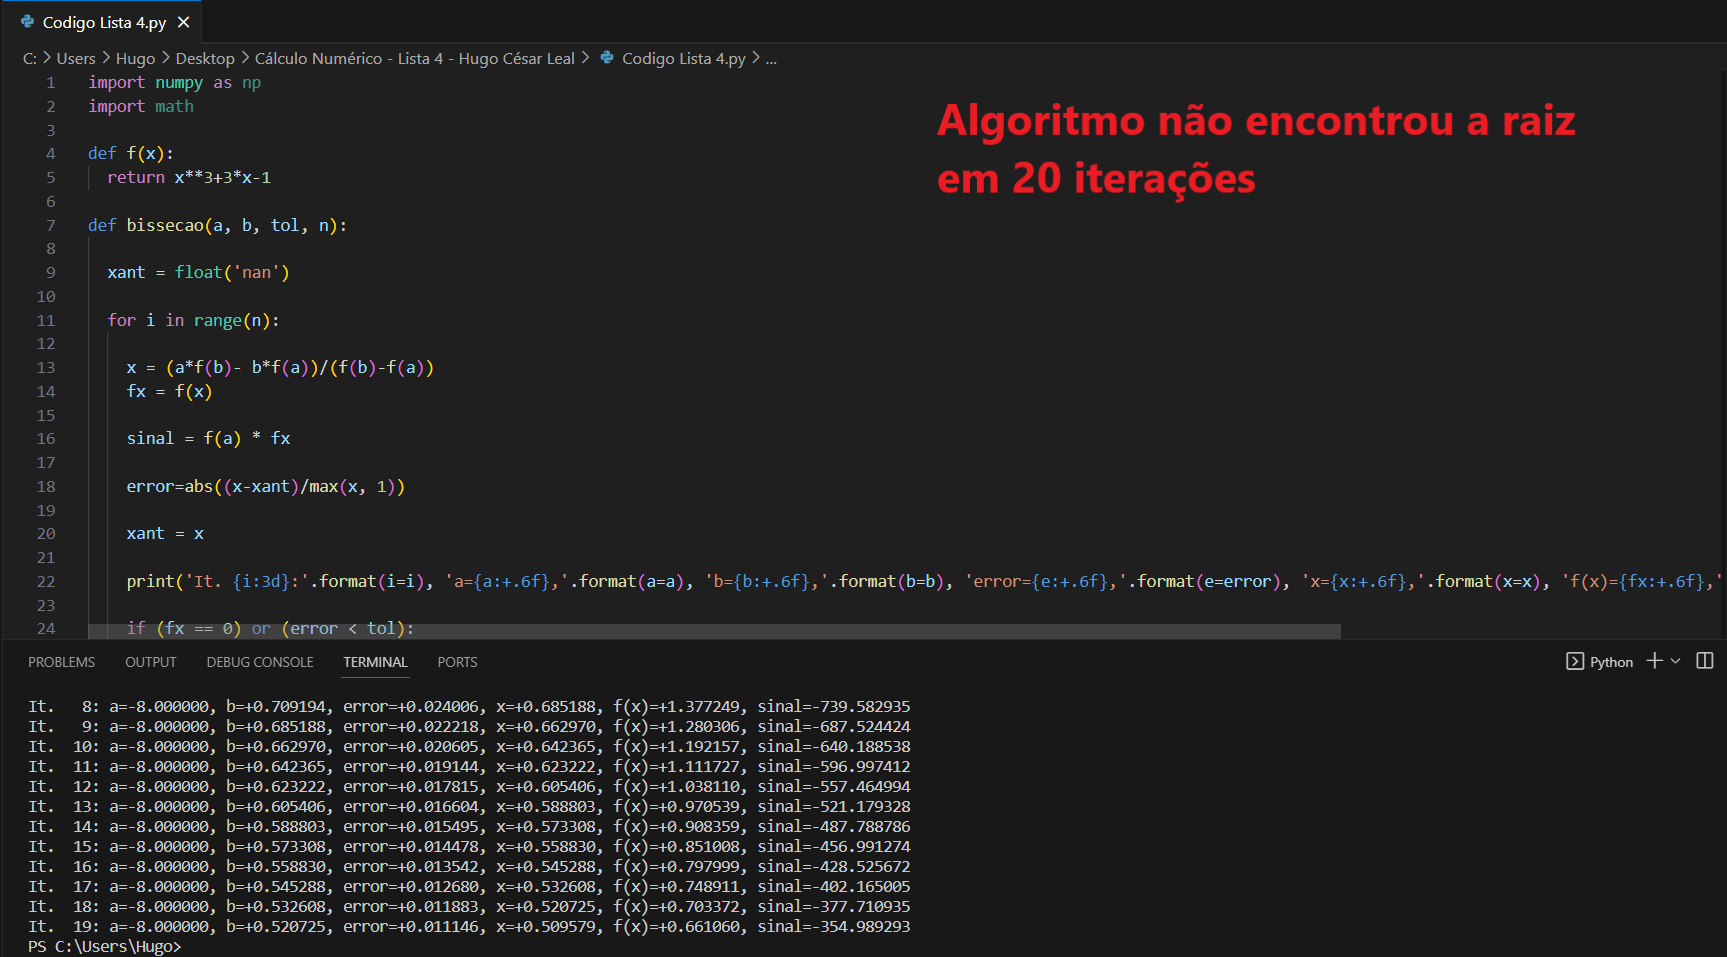 Codigo Lista 4.py ×
C: > Users > Hugo > Desktop > Cálculo Numérico - Lista 4 - Hugo César Leal > Codigo Lista 4.py > ...
1 import numpy as np
2 import math
3
4 def f(x):
5 return x**3+3*x-1
6
7 def bissecao(a, b, tol, n):
8
9 xant = float('nan')
10
11 for i in range(n):
12
13 x = (a*f(b)- b*f(a))/(f(b)-f(a))
14 fx = f(x)
15
16 sinal = f(a) * fx
17
18 error=abs((x-xant)/max(x, 1))
19
20 xant = x
21
22 print('It. {i:3d}:'.format(i=i), 'a={a:+.6f},'.format(a=a), 'b={b:+.6f},'.format(b=b), 'error={e:+.6f},'.format(e=error), 'x={x:+.6f},'.format(x=x), 'f(x)={fx:+.6f},'
23
24 if (fx == 0) or (error < tol):
Algoritmo não encontrou a raiz
em 20 iterações
PROBLEMS OUTPUT DEBUG CONSOLE TERMINAL PORTS Python
It.   8: a=-8.000000, b=+0.709194, error=+0.024006, x=+0.685188, f(x)=+1.377249, sinal=-739.582935
It.   9: a=-8.000000, b=+0.685188, error=+0.022218, x=+0.662970, f(x)=+1.280306, sinal=-687.524424
It.  10: a=-8.000000, b=+0.662970, error=+0.020605, x=+0.642365, f(x)=+1.192157, sinal=-640.188538
It.  11: a=-8.000000, b=+0.642365, error=+0.019144, x=+0.623222, f(x)=+1.111727, sinal=-596.997412
It.  12: a=-8.000000, b=+0.623222, error=+0.017815, x=+0.605406, f(x)=+1.038110, sinal=-557.464994
It.  13: a=-8.000000, b=+0.605406, error=+0.016604, x=+0.588803, f(x)=+0.970539, sinal=-521.179328
It.  14: a=-8.000000, b=+0.588803, error=+0.015495, x=+0.573308, f(x)=+0.908359, sinal=-487.788786
It.  15: a=-8.000000, b=+0.573308, error=+0.014478, x=+0.558830, f(x)=+0.851008, sinal=-456.991274
It.  16: a=-8.000000, b=+0.558830, error=+0.013542, x=+0.545288, f(x)=+0.797999, sinal=-428.525672
It.  17: a=-8.000000, b=+0.545288, error=+0.012680, x=+0.532608, f(x)=+0.748911, sinal=-402.165005
It.  18: a=-8.000000, b=+0.532608, error=+0.011883, x=+0.520725, f(x)=+0.703372, sinal=-377.710935
It.  19: a=-8.000000, b=+0.520725, error=+0.011146, x=+0.509579, f(x)=+0.661060, sinal=-354.989293
PS C:\Users\Hugo>